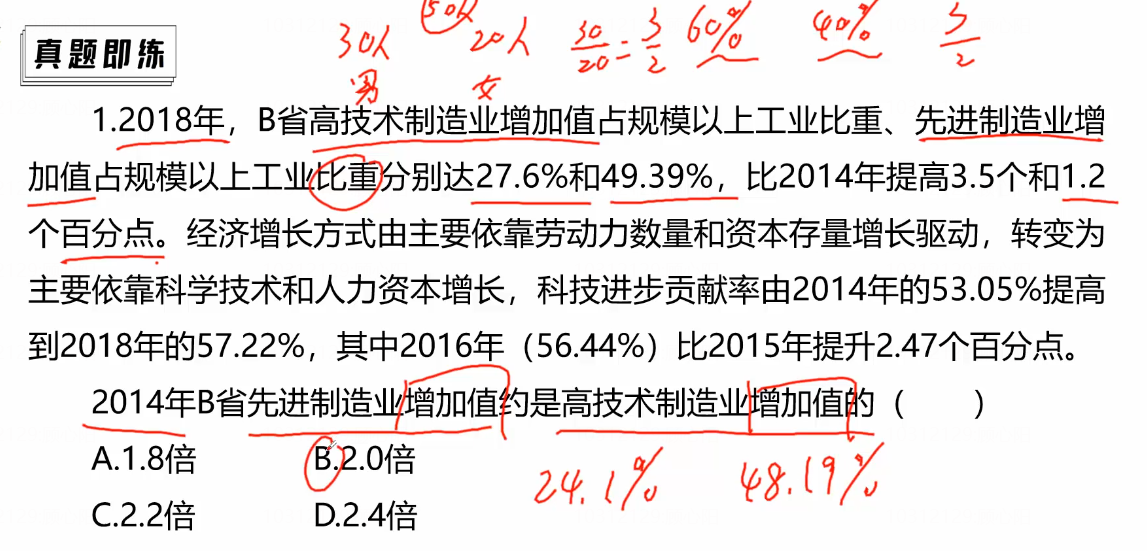 50人
30人 20人 30/20=3/2 60% 40% 3/2
真题即练
男 女
1.2018年，B省高技术制造业增加值占规模以上工业比重、先进制造业增
加值占规模以上工业比重分别达27.6%和49.39%，比2014年提高3.5个和1.2
个百分点。经济增长方式由主要依靠劳动力数量和资本存量增长驱动，转变为
主要依靠科学技术和人力资本增长，科技进步贡献率由2014年的53.05%提高
到2018年的57.22%，其中2016年（56.44%）比2015年提升2.47个百分点。
2014年B省先进制造业增加值约是高技术制造业增加值的（　　）
A.1.8倍 B.2.0倍
24.1% 48.19%
C.2.2倍 D.2.4倍